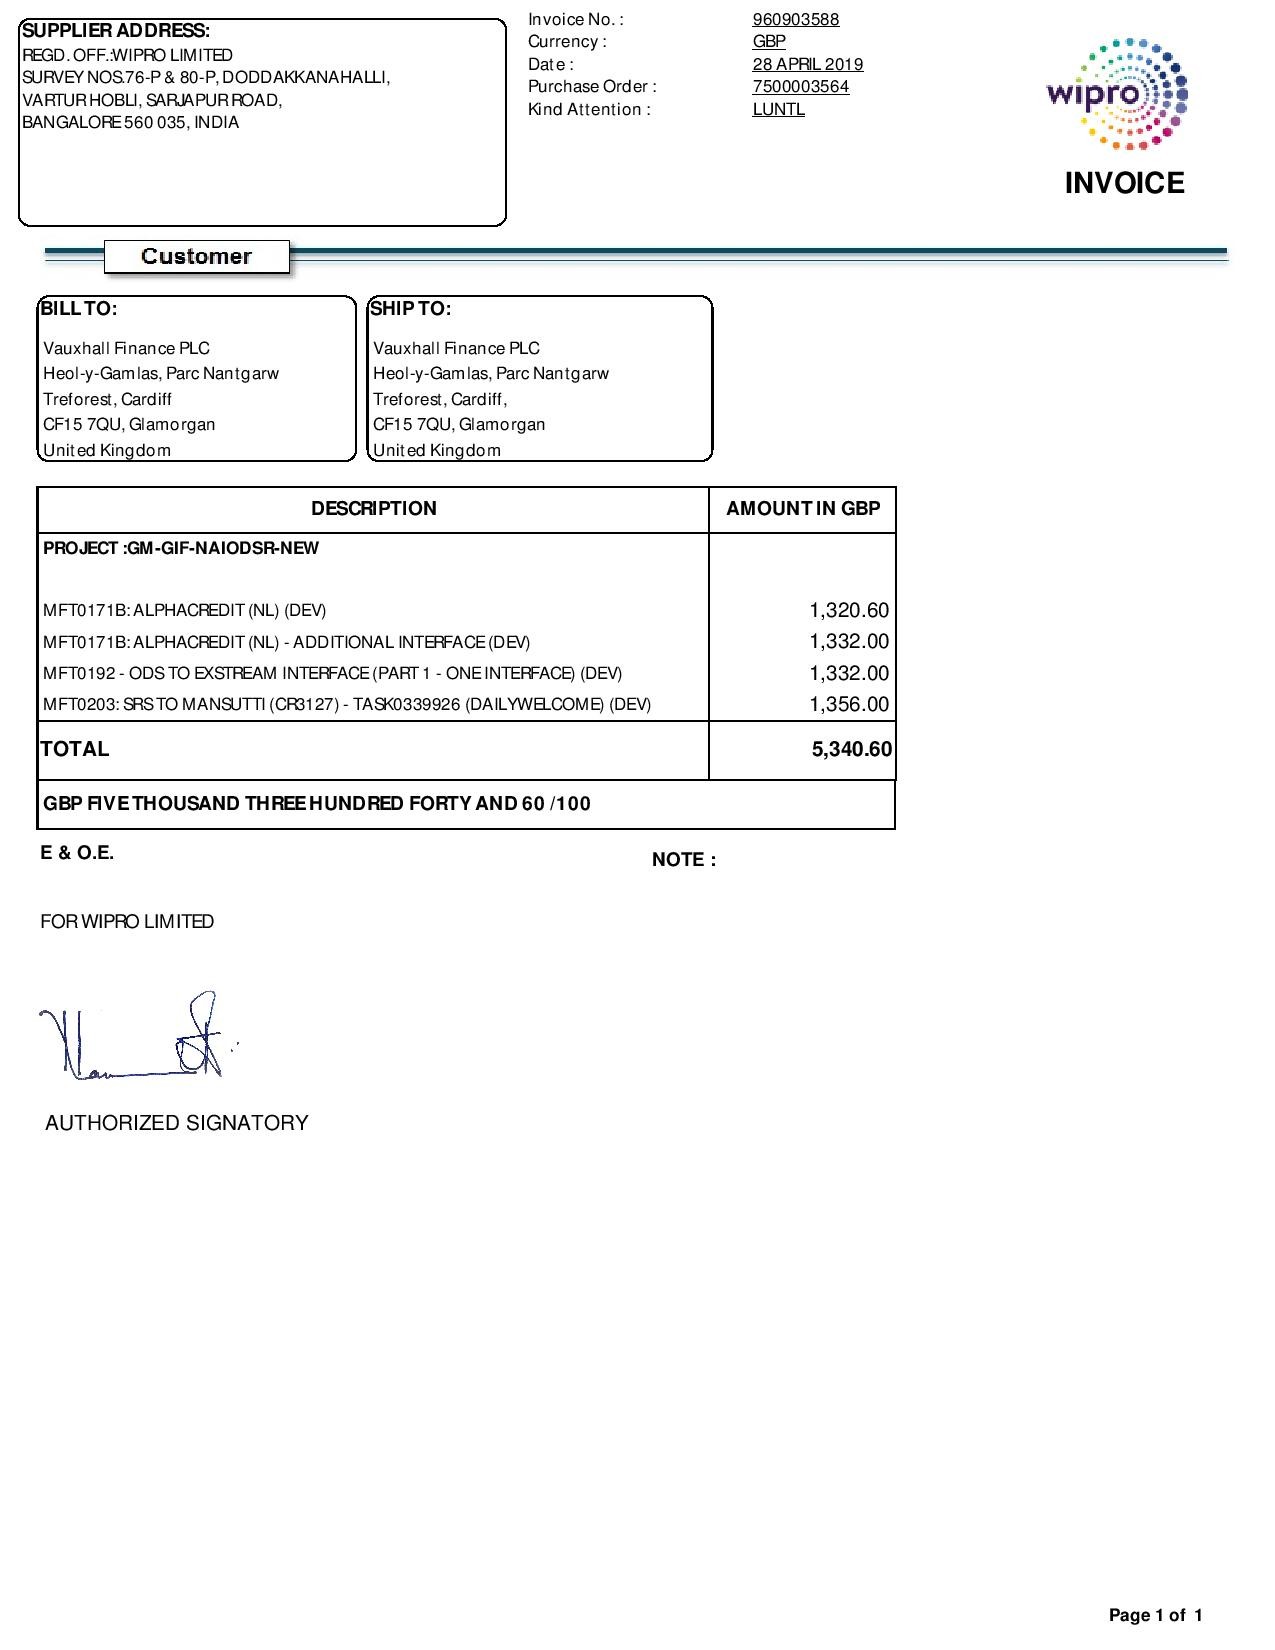 SUPPLIER ADDRESS:
REGD. OFF.:WIPRO LIMITED
SURVEY NOS.76-P & 80-P, DODDAKKANAHALLI,
VARTUR HOBLI, SARJAPUR ROAD,
BANGALORE 560 035, INDIA
Invoice No. : 960903588
Currency : GBP
Date : 28 APRIL 2019
Purchase Order : 7500003564
Kind Attention : LUNTL
wipro
INVOICE
Customer
BILL TO:
Vauxhall Finance PLC
Heol-y-Gamlas, Parc Nantgarw
Treforest, Cardiff
CF15 7QU, Glamorgan
United Kingdom
SHIP TO:
Vauxhall Finance PLC
Heol-y-Gamlas, Parc Nantgarw
Treforest, Cardiff,
CF15 7QU, Glamorgan
United Kingdom
DESCRIPTION AMOUNT IN GBP
PROJECT :GM-GIF-NAIODSR-NEW
MFT0171B: ALPHACREDIT (NL) (DEV) 1,320.60
MFT0171B: ALPHACREDIT (NL) - ADDITIONAL INTERFACE (DEV) 1,332.00
MFT0192 - ODS TO EXSTREAM INTERFACE (PART 1 - ONE INTERFACE) (DEV) 1,332.00
MFT0203: SRS TO MANSUTTI (CR3127) - TASK0339926 (DAILYWELCOME) (DEV) 1,356.00
TOTAL 5,340.60
GBP FIVE THOUSAND THREE HUNDRED FORTY AND 60 /100
E & O.E.
NOTE :
FOR WIPRO LIMITED
AUTHORIZED SIGNATORY
Page 1 of 1